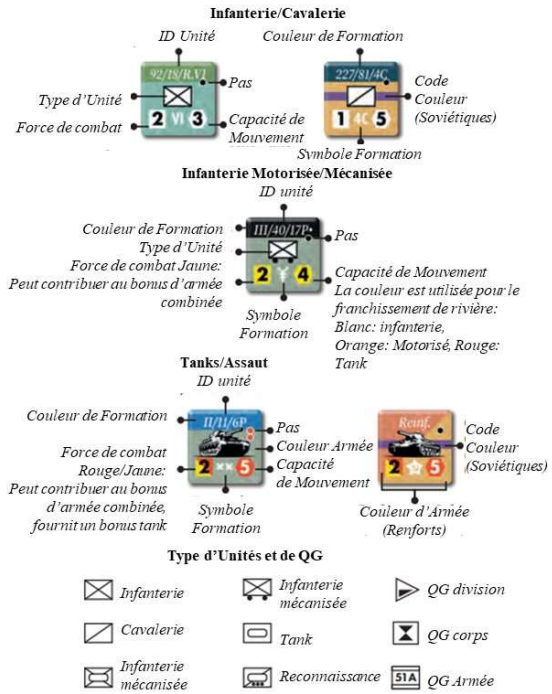 Infanterie/Cavalerie
ID Unité
Couleur de Formation
92/18/R.VI
227/81/4C
Pas
Code
Couleur
(Soviétiques)
Type d'Unité
Force de combat
2 VI 3
1 4C 5
Capacité de
Mouvement
Symbole Formation
Infanterie Motorisée/Mécanisée
ID unité
Couleur de Formation
III/40/17P
Pas
Type d'Unité
Force de combat Jaune:
Peut contribuer au bonus d'armée
combinée
2 4
Capacité de Mouvement
La couleur est utilisée pour le
franchissement de rivière:
Blanc: infanterie,
Orange: Motorisé, Rouge:
Tank
Symbole
Formation
Tanks/Assaut
ID unité
Couleur de Formation
II/11/6P
Reinf.
Pas
Couleur Armée
Capacité
de Mouvement
Code
Couleur
(Soviétiques)
Force de combat
Rouge/Jaune:
Peut contribuer au bonus
d'armée combinée,
fournit un bonus tank
2 5
2 5
Symbole
Formation
Couleur d'Armée
(Renforts)
Type d'Unités et de QG
Infanterie
Infanterie
mécanisée
QG division
Cavalerie
Tank
QG corps
Infanterie
mécanisée
Reconnaissance
51A
QG Armée